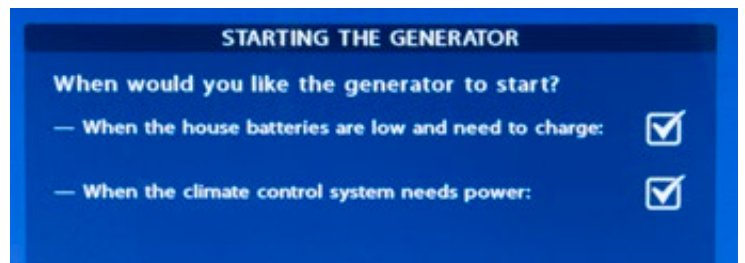 STARTING THE GENERATOR
When would you like the generator to start?
— When the house batteries are low and need to charge:
— When the climate control system needs power: